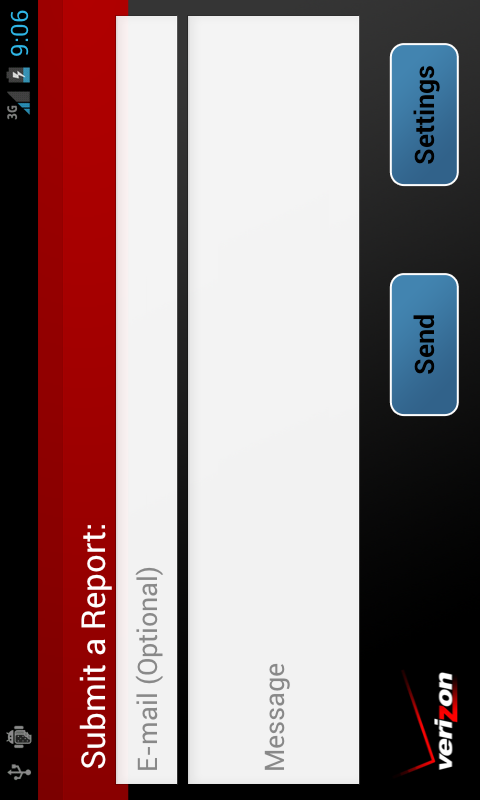 3G 9:06
Submit a Report:
E-mail (Optional)
Message
verizon
Send
Settings